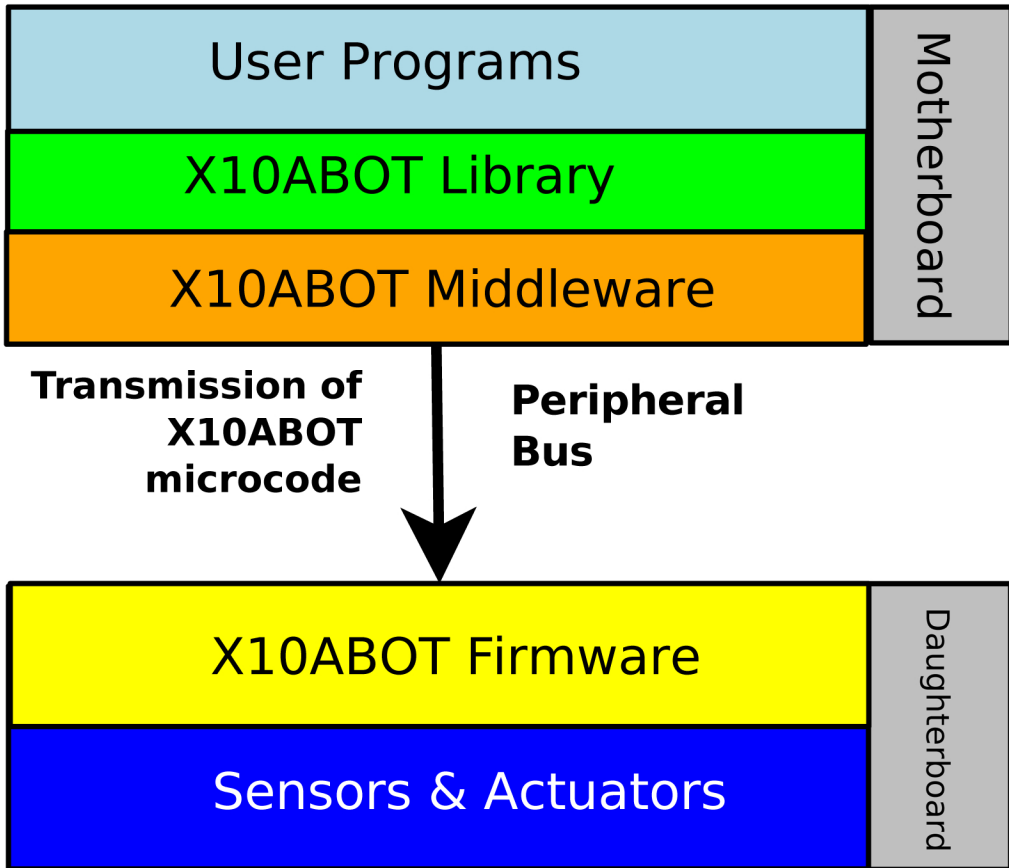 User Programs
Motherboard
X10ABOT Library
X10ABOT Middleware
Transmission of
X10ABOT
microcode
Peripheral
Bus
X10ABOT Firmware
Daughterboard
Sensors & Actuators